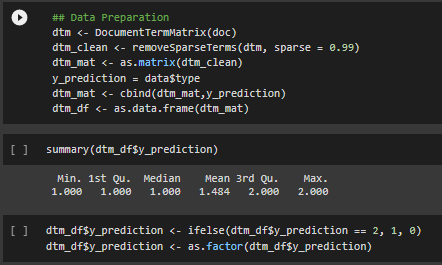 ## Data Preparation
dtm <- DocumentTermMatrix(doc)
dtm_clean <- removeSparseTerms(dtm, sparse = 0.99)
dtm_mat <- as.matrix(dtm_clean)
y_prediction = data$type
dtm_mat <- cbind(dtm_mat,y_prediction)
dtm_df <- as.data.frame(dtm_mat)
[ ] summary(dtm_df$y_prediction)
Min. 1st Qu. Median Mean 3rd Qu. Max.
1.000 1.000 1.000 1.484 2.000 2.000
[ ] dtm_df$y_prediction <- ifelse(dtm_df$y_prediction == 2, 1, 0)
dtm_df$y_prediction <- as.factor(dtm_df$y_prediction)